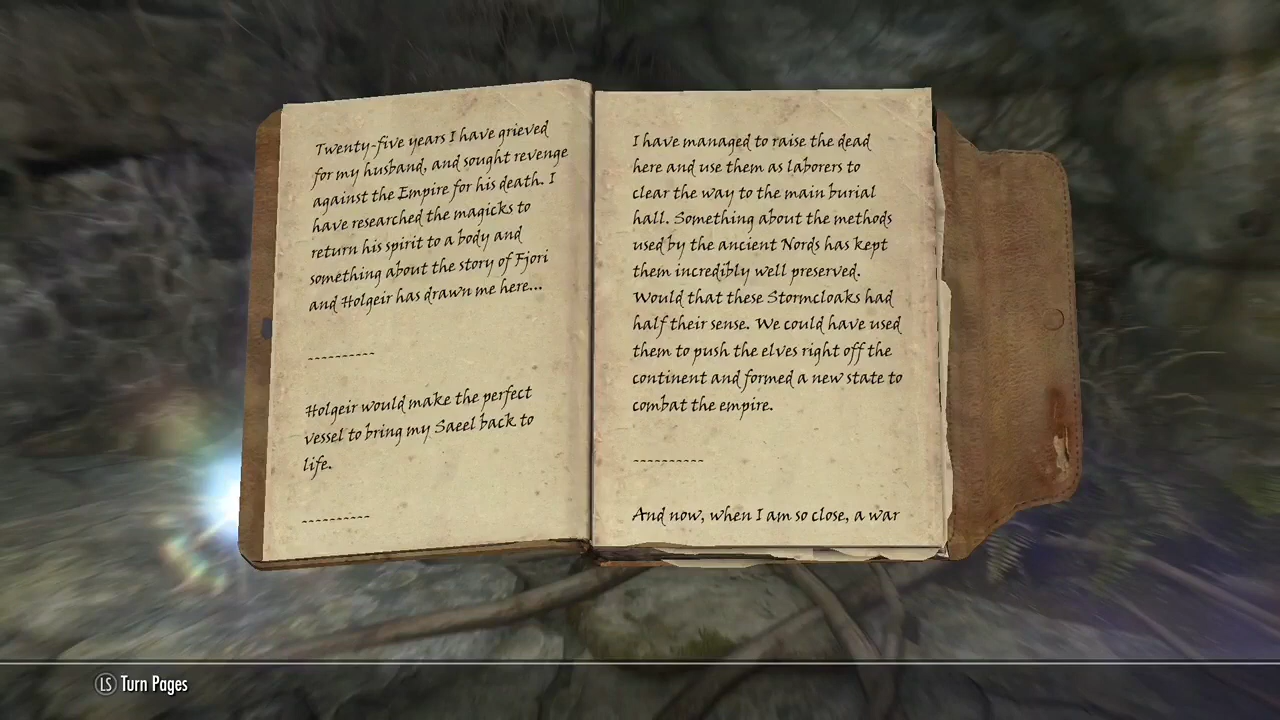 Twenty-five years I have grieved
for my husband, and sought revenge
against the Empire for his death. I
have researched the magicks to
return his spirit to a body and
something about the story of Fjori
and Holgeir has drawn me here...
----------
Holgeir would make the perfect
vessel to bring my Saeel back to
life.
----------
I have managed to raise the dead
here and use them as laborers to
clear the way to the main burial
hall. Something about the methods
used by the ancient Nords has kept
them incredibly well preserved.
Would that these Stormcloaks had
half their sense. We could have used
them to push the elves right off the
continent and formed a new state to
combat the empire.
----------
And now, when I am so close, a war
LS Turn Pages